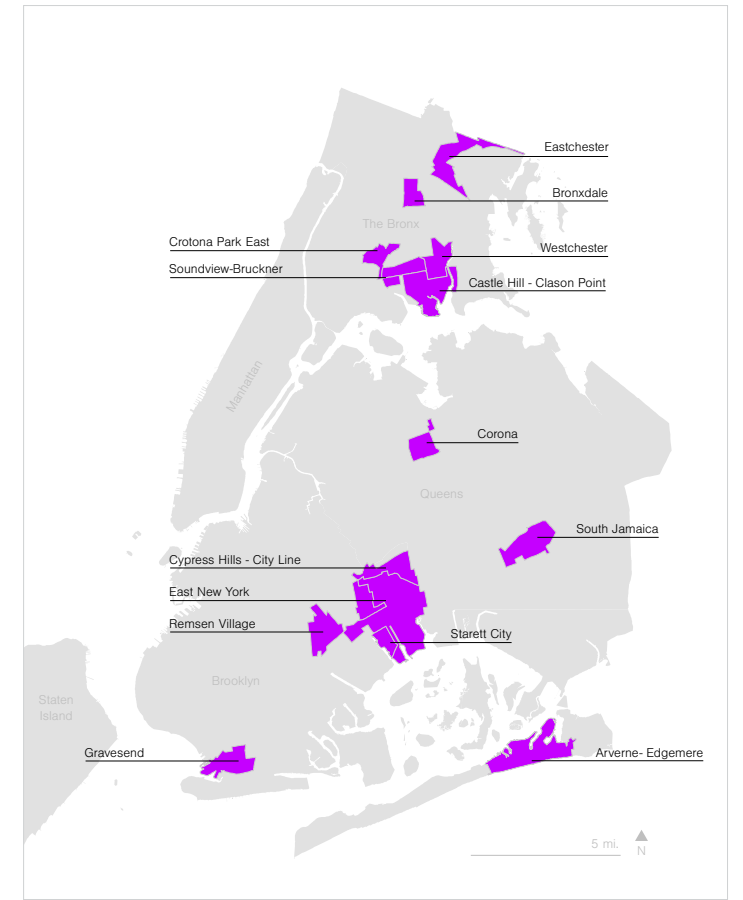 Eastchester
Bronxdale
The Bronx
Crotona Park East
Westchester
Soundview-Bruckner
Castle Hill - Clason Point
Manhattan
Corona
Queens
South Jamaica
Cypress Hills - City Line
East New York
Remsen Village
Starett City
Brooklyn
Staten
Island
Gravesend
Arverne- Edgemere
5 mi.
N